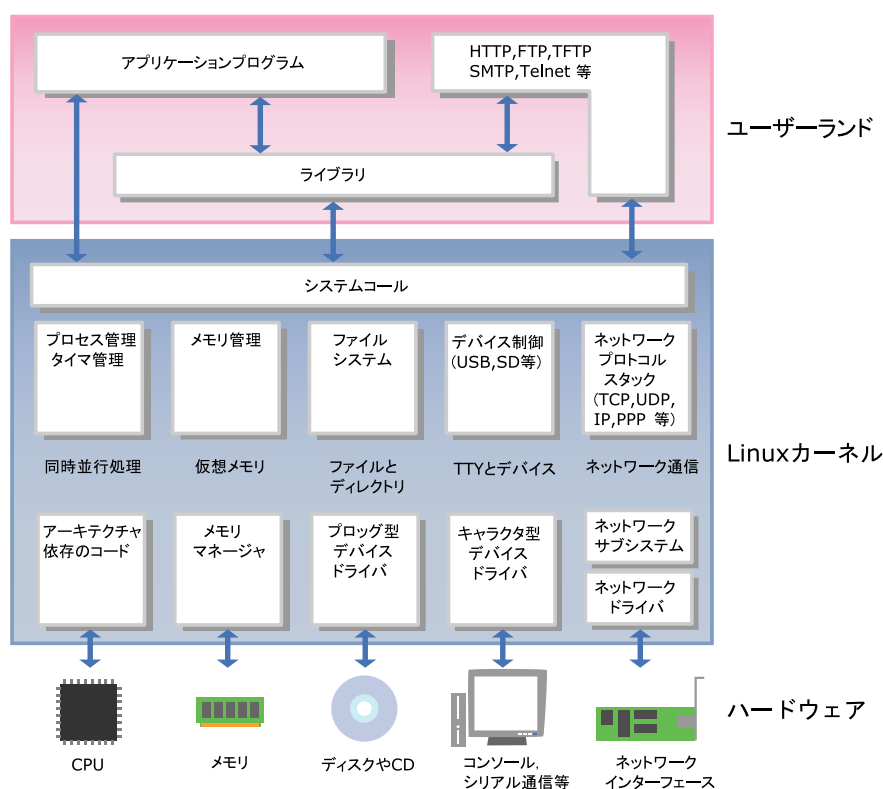 アプリケーションプログラム
HTTP,FTP,TFTP
SMTP,Telnet 等
ユーザーランド
ライブラリ
システムコール
プロセス管理
タイマ管理
メモリ管理
ファイル
システム
デバイス制御
(USB,SD等)
ネットワーク
プロトコル
スタック
(TCP,UDP,
IP,PPP 等)
Linuxカーネル
同時並行処理
仮想メモリ
ファイルと
ディレクトリ
TTYとデバイス
ネットワーク通信
アーキテクチャ
依存のコード
メモリ
マネージャ
プロッグ型
デバイス
ドライバ
キャラクタ型
デバイス
ドライバ
ネットワーク
サブシステム
ネットワーク
ドライバ
ハードウェア
CPU
メモリ
ディスクやCD
コンソール,
シリアル通信等
ネットワーク
インターフェース